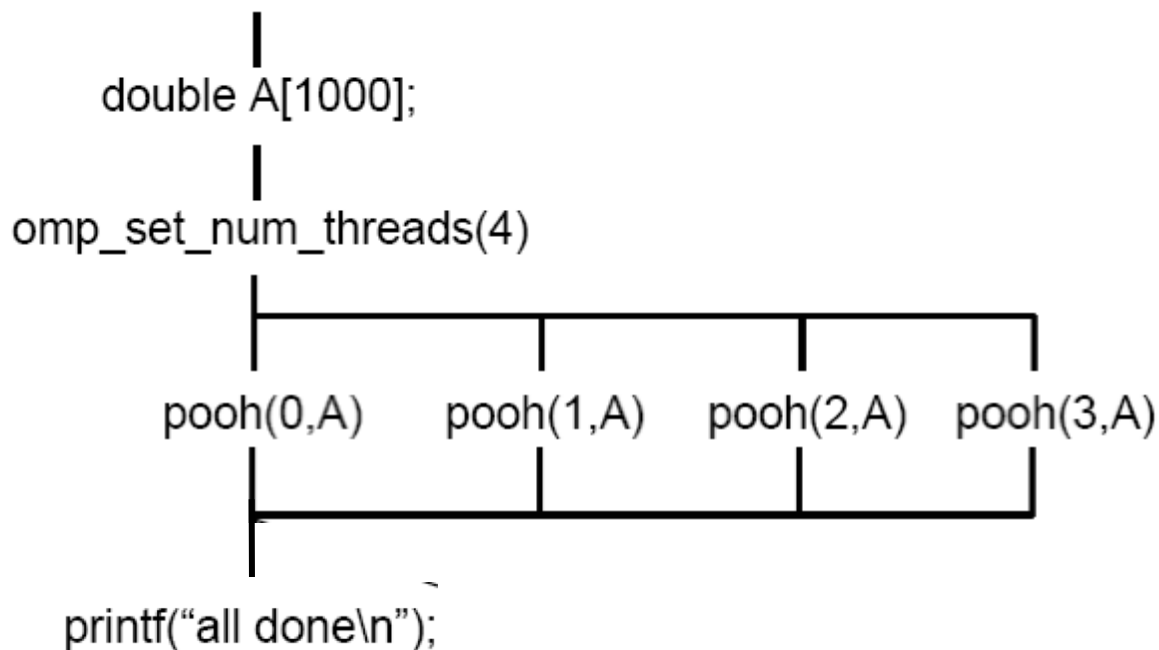 double A[1000];
omp_set_num_threads(4)
pooh(0,A) pooh(1,A) pooh(2,A) pooh(3,A)
printf(“all done\n”);